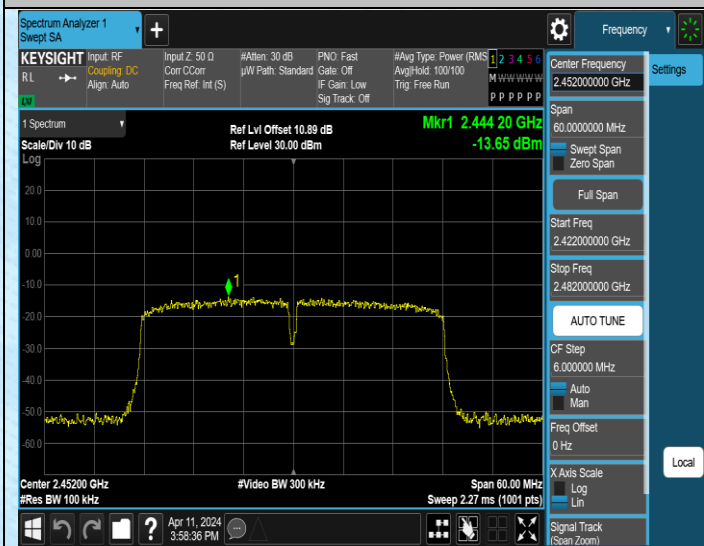 Spectrum Analyzer 1
Swept SA
Frequency
KEYSIGHT
RL
LXI
Input: RF
Coupling: DC
Align: Auto
Input Z: 50 Ω
Corr CCorr
Freq Ref: Int (S)
#Atten: 30 dB
µW Path: Standard
PNO: Fast
Gate: Off
IF Gain: Low
Sig Track: Off
#Avg Type: Power (RMS
Avg|Hold: 100/100
Trig: Free Run
1 2 3 4 5 6
M W W W W W
P P P P P P
1 Spectrum
Scale/Div 10 dB
Log
Ref Lvl Offset 10.89 dB
Ref Level 30.00 dBm
Mkr1 2.444 20 GHz
-13.65 dBm
20.0
10.0
0.00
-10.0
-20.0
-30.0
-40.0
-50.0
-60.0
1
Center 2.45200 GHz
#Res BW 100 kHz
#Video BW 300 kHz
Span 60.00 MHz
Sweep 2.27 ms (1001 pts)
Apr 11, 2024
3:58:36 PM
?
Center Frequency
2.452000000 GHz
Span
60.0000000 MHz
Swept Span
Zero Span
Full Span
Start Freq
2.422000000 GHz
Stop Freq
2.482000000 GHz
AUTO TUNE
CF Step
6.000000 MHz
Auto
Man
Freq Offset
0 Hz
X Axis Scale
Log
Lin
Signal Track
(Span Zoom)
Settings
Local